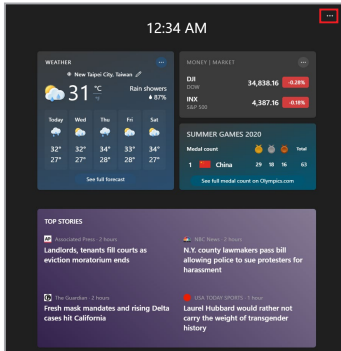 12:34 AM
WEATHER
New Taipei City, Taiwan
31 °C
°F
Rain showers
87%
Today Wed Thu Fri Sat
32° 32° 34° 33° 34°
27° 27° 28° 28° 27°
See full forecast
MONEY | MARKET
DJI
DOW
34,838.16 -0.28%
INX
S&P 500
4,387.16 -0.18%
SUMMER GAMES 2020
Medal count Total
1 China 29 18 16 63
See full medal count on Olympics.com
TOP STORIES
AP Associated Press · 2 hours
Landlords, tenants fill courts as
eviction moratorium ends
NBC News · 2 hours
N.Y. county lawmakers pass bill
allowing police to sue protesters for
harassment
The Guardian · 2 hours
Fresh mask mandates and rising Delta
cases hit California
USA TODAY SPORTS · 1 hour
Laurel Hubbard would rather not
carry the weight of transgender
history